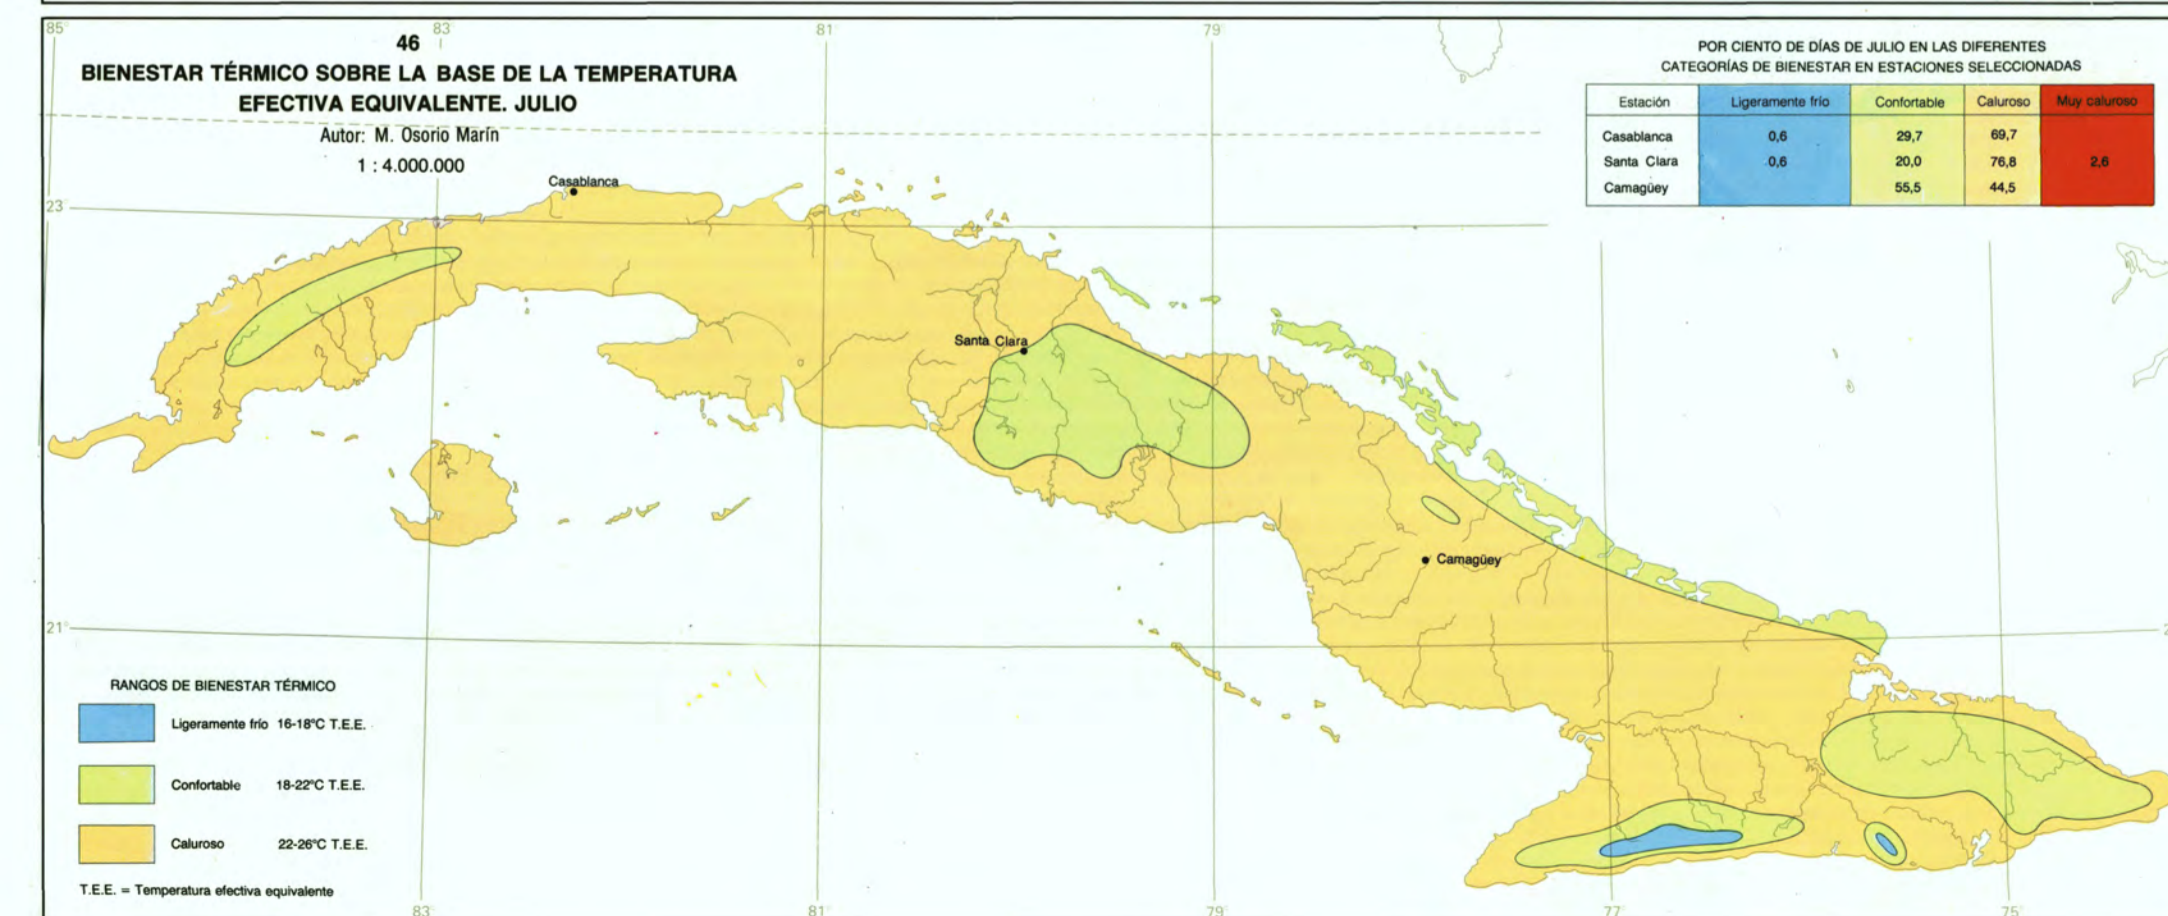 85°
83
81°
79°
46
BIENESTAR TÉRMICO SOBRE LA BASE DE LA TEMPERATURA
EFECTIVA EQUIVALENTE. JULIO
Autor: M. Osorio Marín
1 : 4.000.000
POR CIENTO DE DÍAS DE JULIO EN LAS DIFERENTES
CATEGORÍAS DE BIENESTAR EN ESTACIONES SELECCIONADAS
Estación Ligeramente frío Confortable Caluroso Muy caluroso
Casablanca 0,6 29,7 69,7
Santa Clara 0,6 20,0 76,8 2,6
Camagüey 55,5 44,5
Casablanca
23
Santa Clara
Camagüey
21°
RANGOS DE BIENESTAR TÉRMICO
Ligeramente frío 16-18°C T.E.E.
Confortable 18-22°C T.E.E.
Caluroso 22-26°C T.E.E.
T.E.E. = Temperatura efectiva equivalente
83
81°
79°
77°
75°